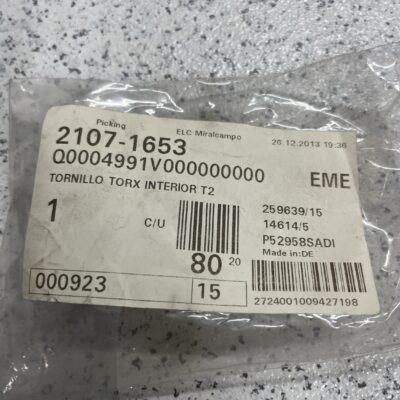 Picking
ELC Miralcampo
26.12.2013 19:36
2107-1653
Q0004991V000000000
EME
TORNILLO TORX INTERIOR T2
1
C/U
80 20
259639/15
14614/5
P52958SADI
Made in:DE
000923
15
2724001009427198